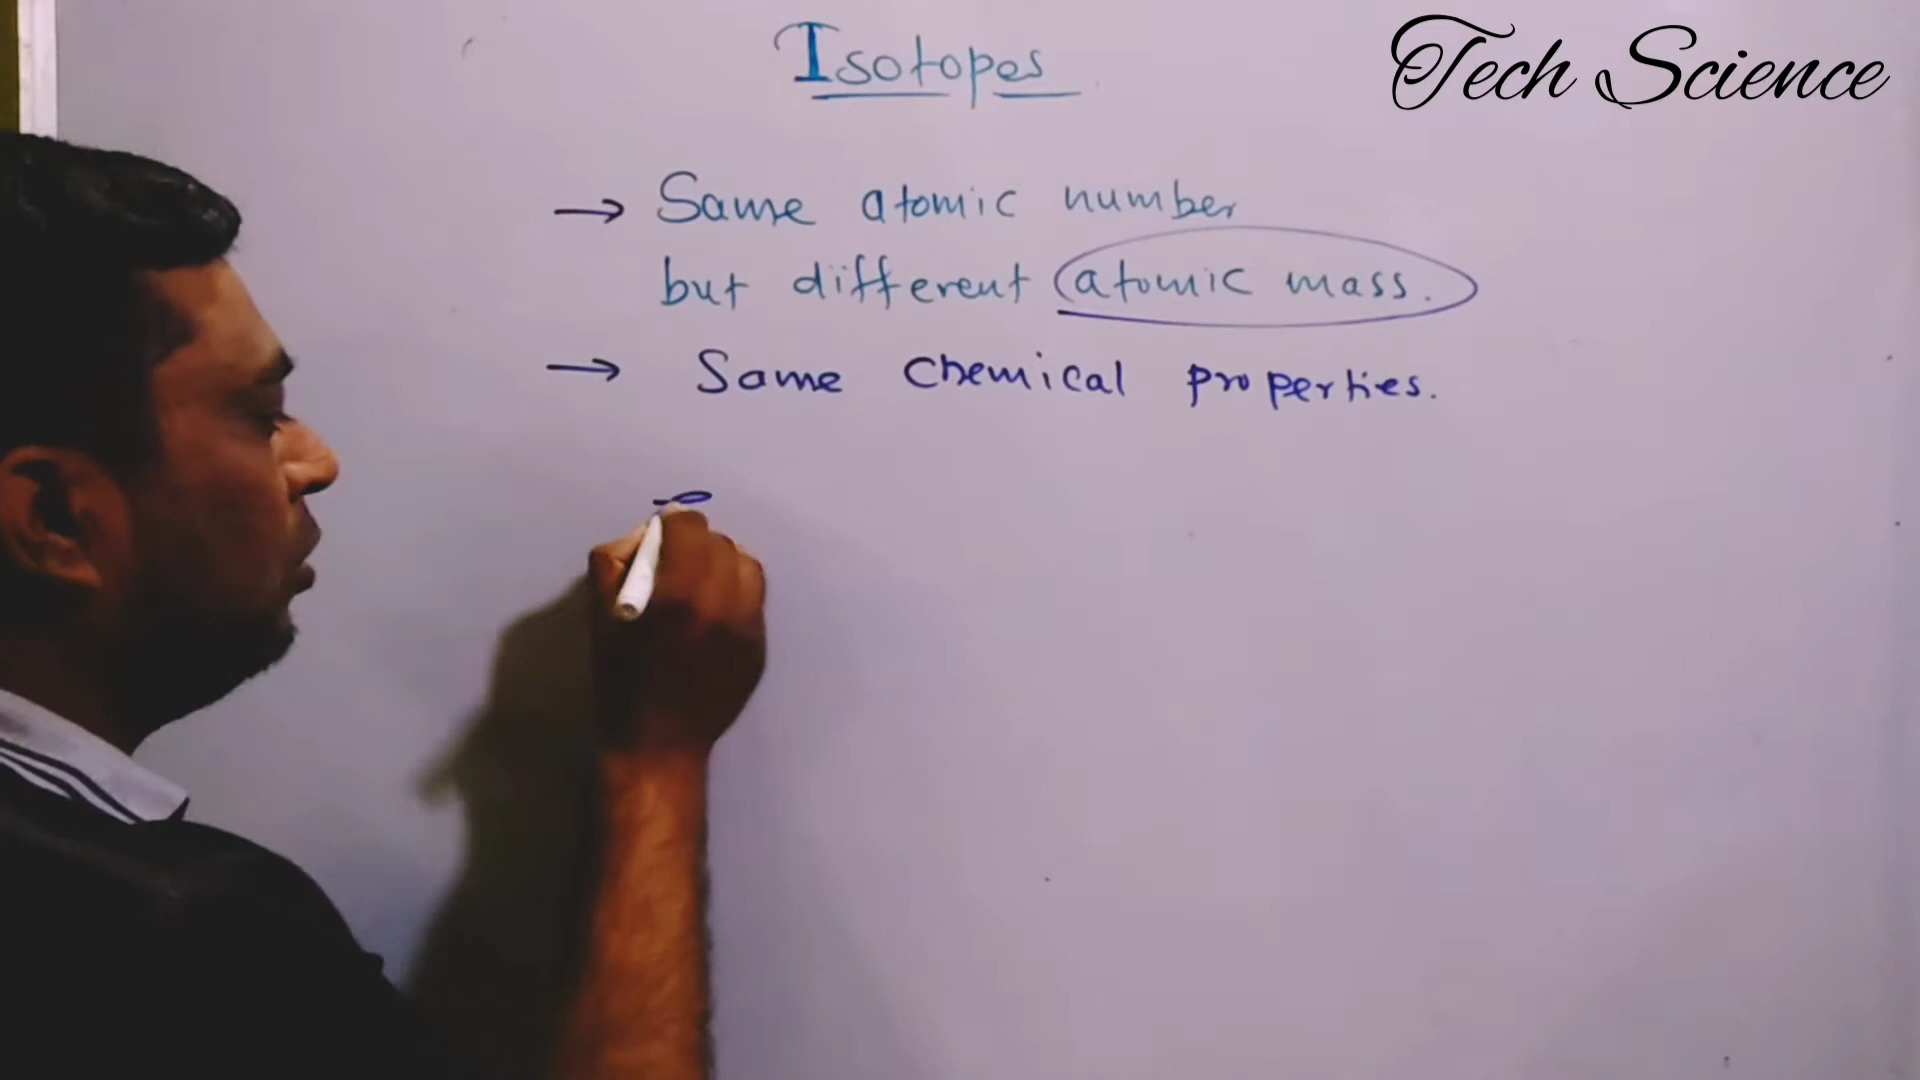 Isotopes
Tech Science
→ Same atomic number
but different atomic mass.
→ Same chemical properties.